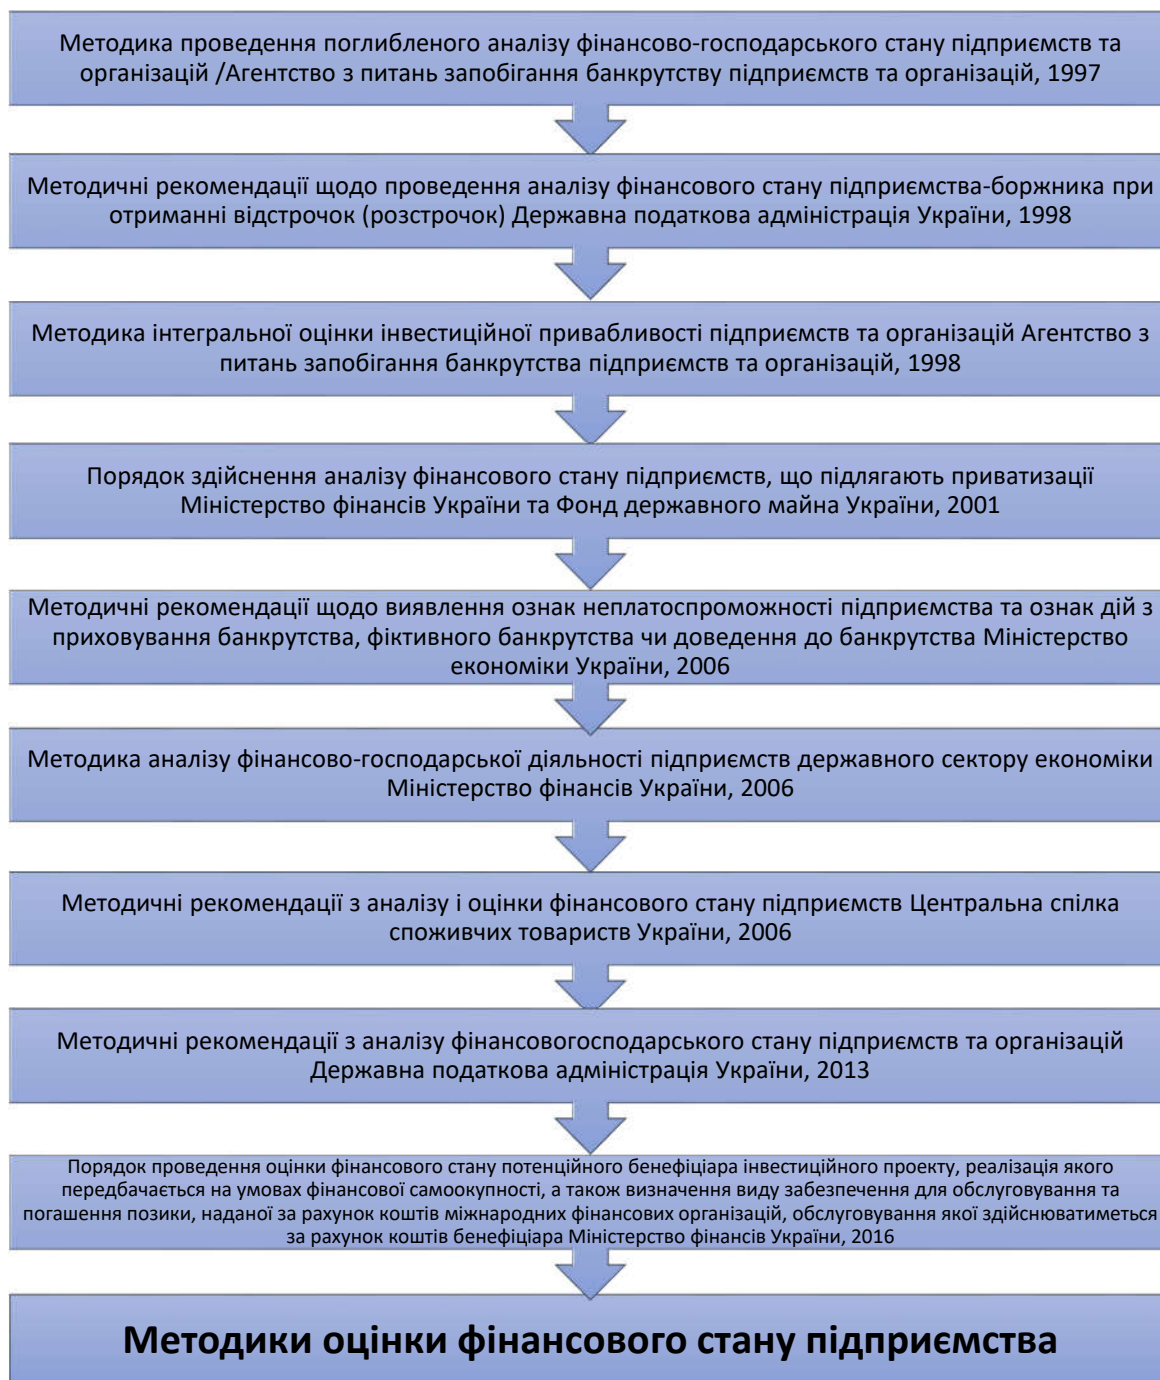 Методика проведення поглибленого аналізу фінансово-господарського стану підприємств та
організацій /Агентство з питань запобігання банкрутству підприємств та організацій, 1997
Методичні рекомендації щодо проведення аналізу фінансового стану підприємства-боржника при
отриманні відстрочок (розстрочок) Державна податкова адміністрація України, 1998
Методика інтегральної оцінки інвестиційної привабливості підприємств та організацій Агентство з
питань запобігання банкрутства підприємств та організацій, 1998
Порядок здійснення аналізу фінансового стану підприємств, що підлягають приватизації
Міністерство фінансів України та Фонд державного майна України, 2001
Методичні рекомендації щодо виявлення ознак неплатоспроможності підприємства та ознак дій з
приховування банкрутства, фіктивного банкрутства чи доведення до банкрутства Міністерство
економіки України, 2006
Методика аналізу фінансово-господарської діяльності підприємств державного сектору економіки
Міністерство фінансів України, 2006
Методичні рекомендації з аналізу і оцінки фінансового стану підприємств Центральна спілка
споживчих товариств України, 2006
Методичні рекомендації з аналізу фінансовогосподарського стану підприємств та організацій
Державна податкова адміністрація України, 2013
Порядок проведення оцінки фінансового стану потенційного бенефіціара інвестиційного проекту, реалізація якого
передбачається на умовах фінансової самоокупності, а також визначення виду забезпечення для обслуговування та
погашення позики, наданої за рахунок коштів міжнародних фінансових організацій, обслуговування якої здійснюватиметься
за рахунок коштів бенефіціара Міністерство фінансів України, 2016
Методики оцінки фінансового стану підприємства